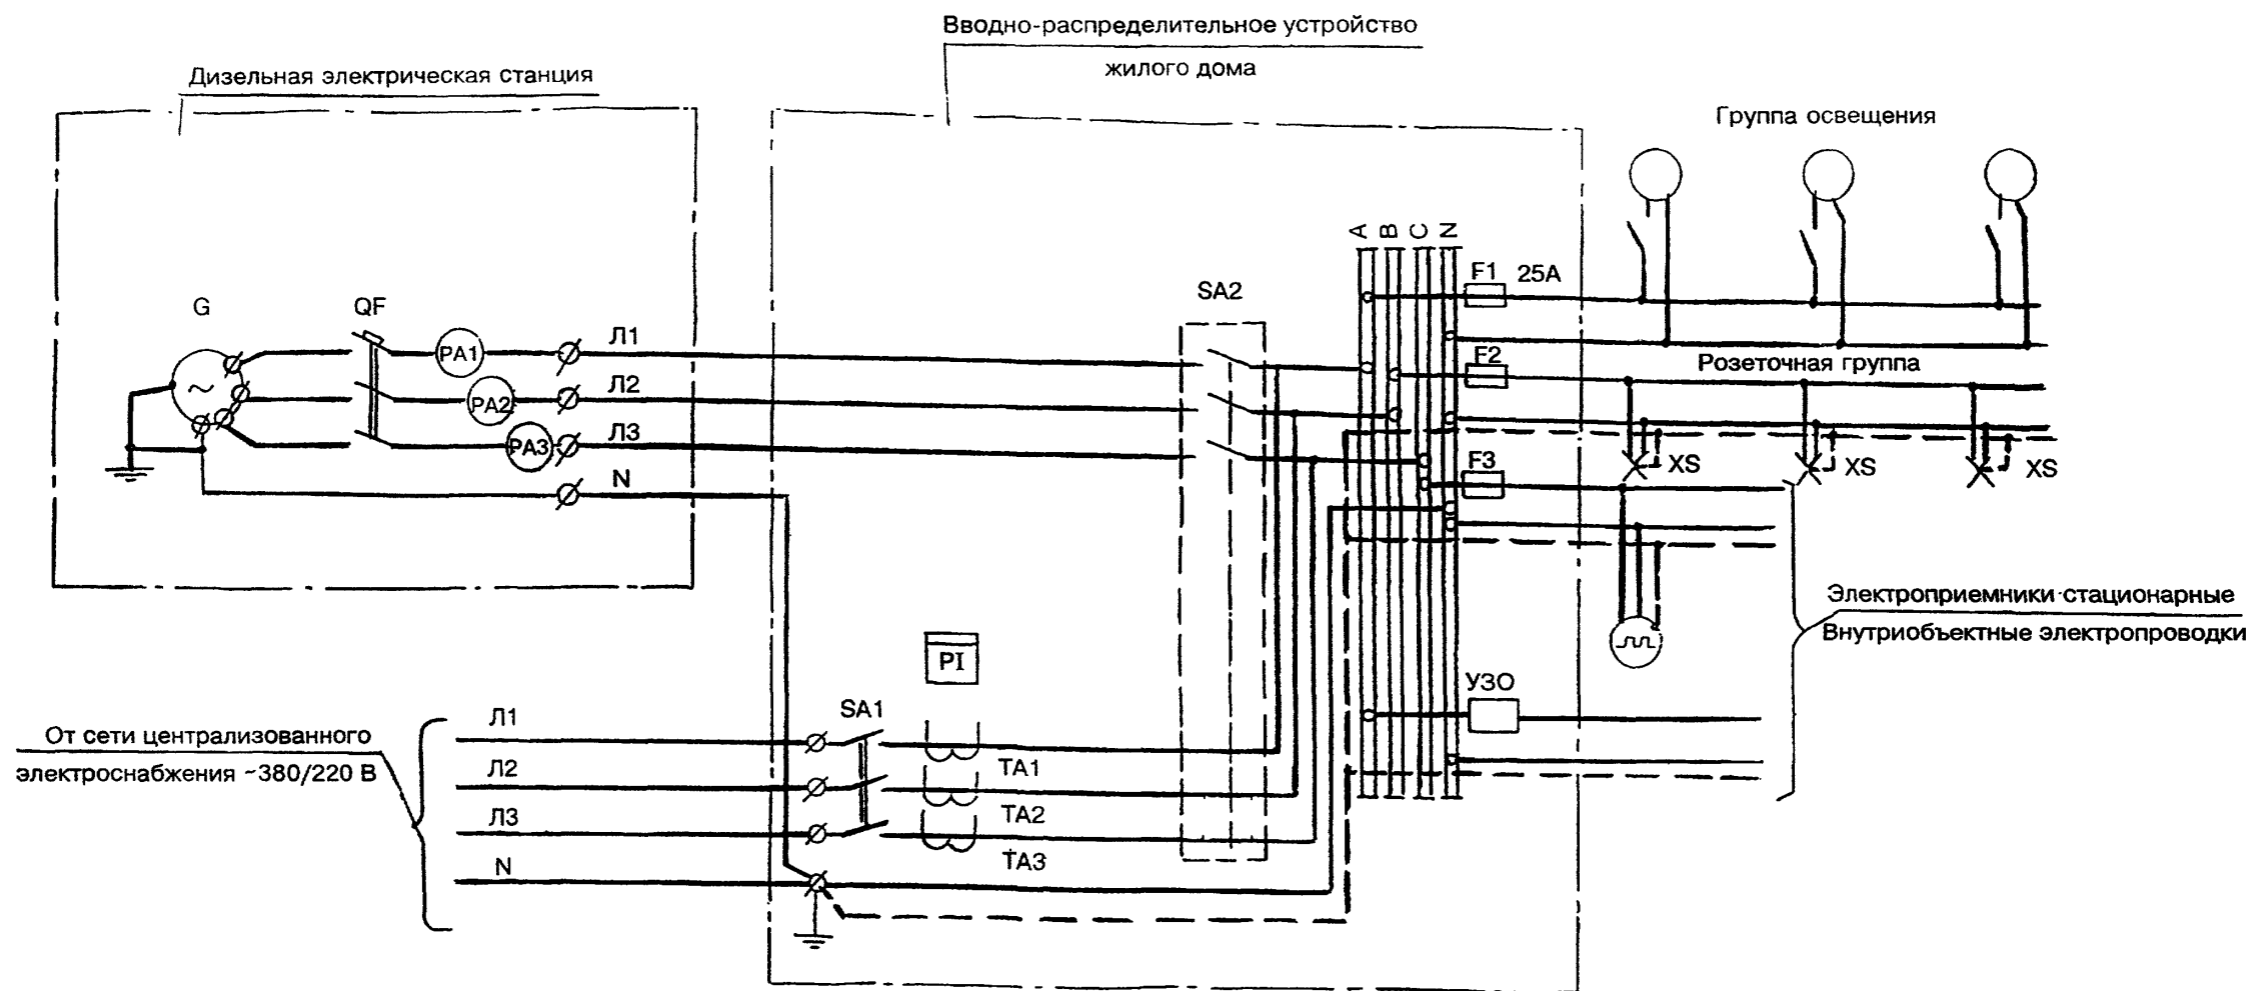 Вводно-распределительное устройство
жилого дома
Дизельная электрическая станция
Группа освещения
A B C N
F1 25А
SA2
G QF
PA1 Л1
F2 Розеточная группа
PA2 Л2
PA3 Л3
F3 XS XS XS
N
Электроприемники стационарные
Внутриобъектные электропроводки
PI
УЗО
SA1
Л1
От сети централизованного
электроснабжения ~380/220 В
TA1
Л2
TA2
Л3
TA3
N